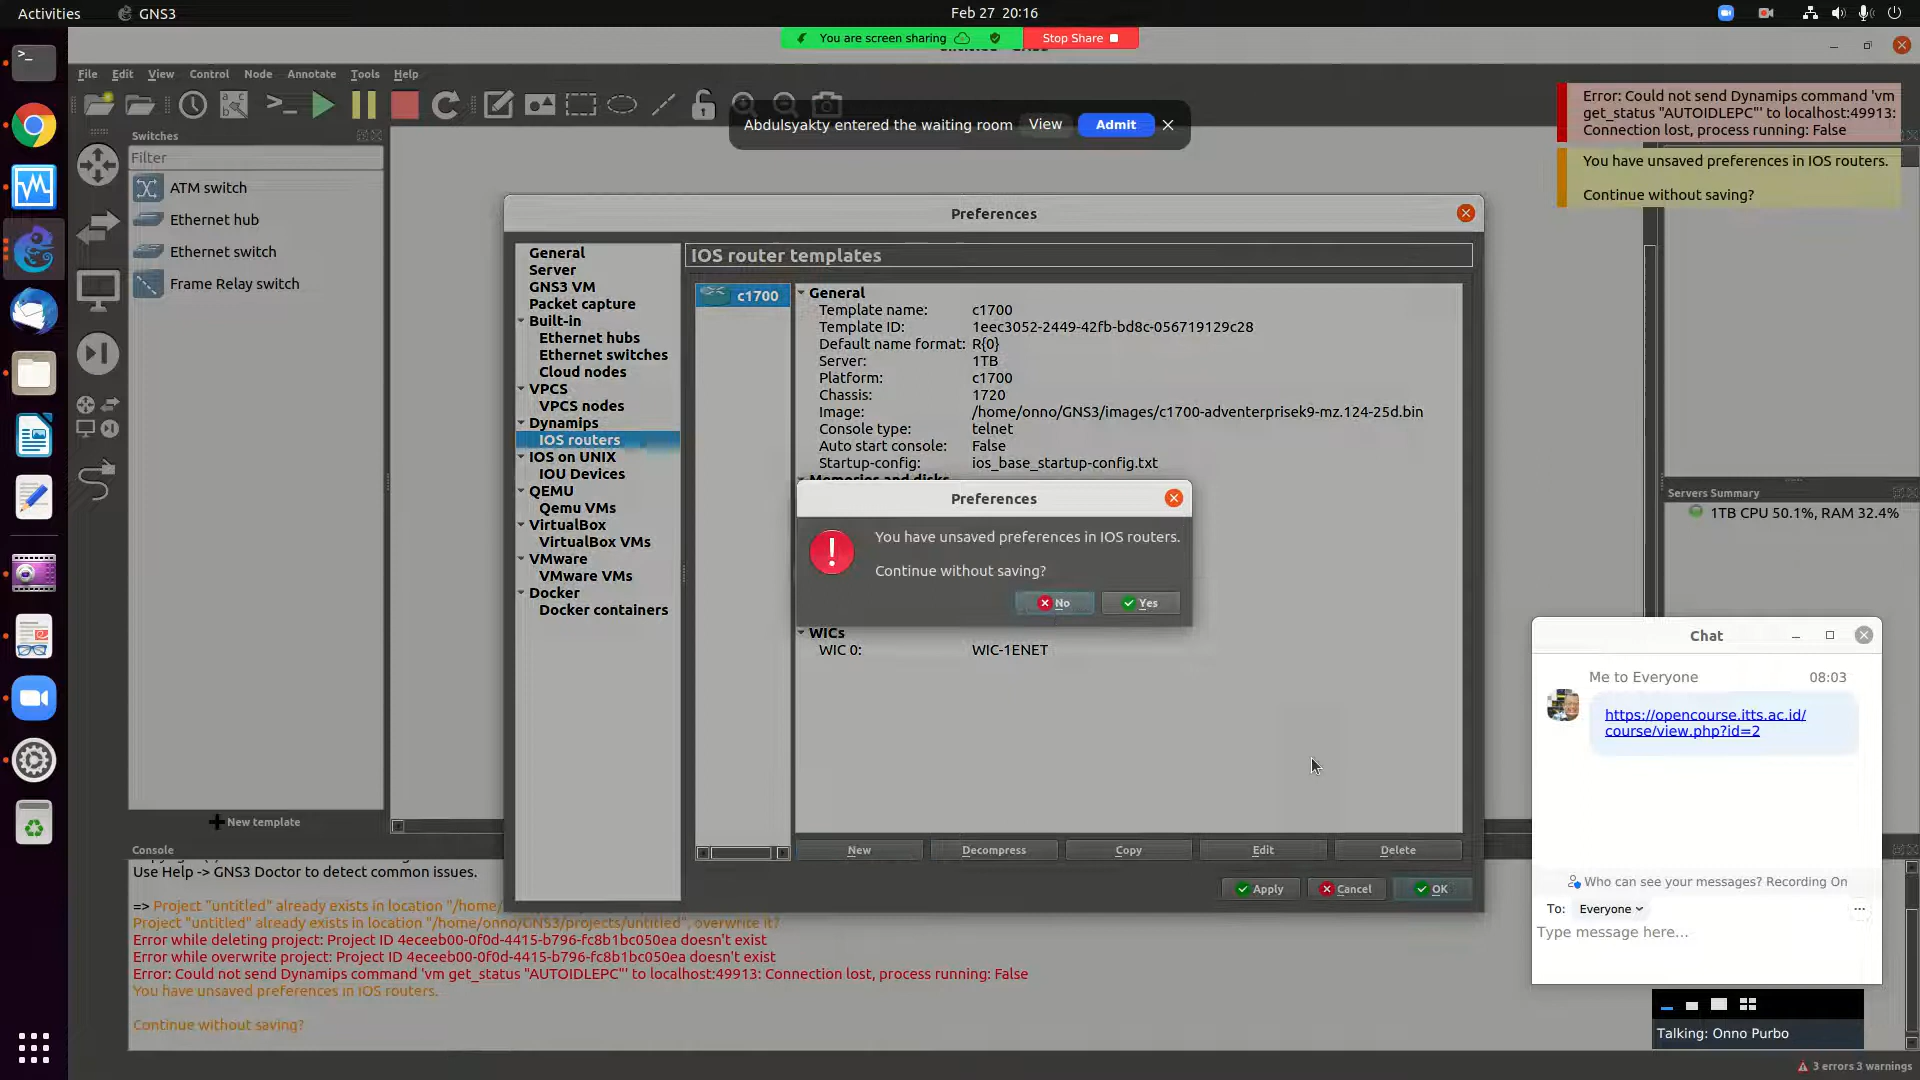 Activities
GNS3
Feb 27 20:16
You are screen sharing
Stop Share
File Edit View Control Node Annotate Tools Help
Abdulsyakty entered the waiting room View Admit
Error: Could not send Dynamips command 'vm
get_status "AUTOIDLEPC"' to localhost:49913:
Connection lost, process running: False
You have unsaved preferences in IOS routers.
Continue without saving?
Switches
Filter
ATM switch
Ethernet hub
Ethernet switch
Frame Relay switch
New template
Preferences
General
Server
GNS3 VM
Packet capture
Built-in
Ethernet hubs
Ethernet switches
Cloud nodes
VPCS
VPCS nodes
Dynamips
IOS routers
IOS on UNIX
IOU Devices
QEMU
Qemu VMs
VirtualBox
VirtualBox VMs
VMware
VMware VMs
Docker
Docker containers
IOS router templates
c1700
General
Template name: c1700
Template ID: 1eec3052-2449-42fb-bd8c-056719129c28
Default name format: R{0}
Server: 1TB
Platform: c1700
Chassis: 1720
Image: /home/onno/GNS3/images/c1700-adventerprisek9-mz.124-25d.bin
Console type: telnet
Auto start console: False
Startup-config: ios_base_startup-config.txt
Memories and disks
Preferences
You have unsaved preferences in IOS routers.
Continue without saving?
No Yes
WICs
WIC 0: WIC-1ENET
New Decompress Copy Edit Delete
Apply Cancel OK
Servers Summary
1TB CPU 50.1%, RAM 32.4%
Chat
Me to Everyone 08:03
https://opencourse.itts.ac.id/
course/view.php?id=2
Who can see your messages? Recording On
To: Everyone
Type message here...
Talking: Onno Purbo
Console
Use Help -> GNS3 Doctor to detect common issues.
=> Project "untitled" already exists in location "/home/
Project "untitled" already exists in location "/home/onno/GNS3/projects/untitled", overwrite it?
Error while deleting project: Project ID 4eceeb00-0f0d-4415-b796-fc8b1bc050ea doesn't exist
Error while overwrite project: Project ID 4eceeb00-0f0d-4415-b796-fc8b1bc050ea doesn't exist
Error: Could not send Dynamips command 'vm get_status "AUTOIDLEPC"' to localhost:49913: Connection lost, process running: False
You have unsaved preferences in IOS routers.
Continue without saving?
3 errors 3 warnings